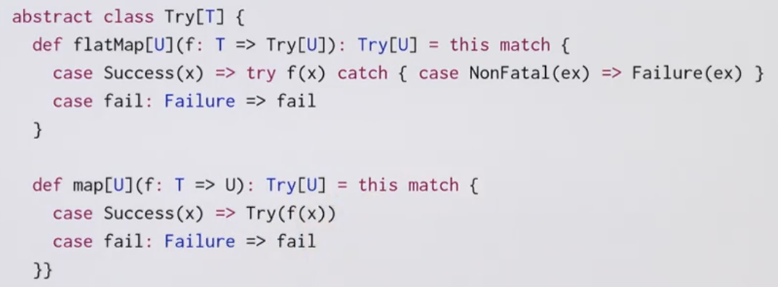 abstract class Try[T] {
def flatMap[U](f: T => Try[U]): Try[U] = this match {
case Success(x) => try f(x) catch { case NonFatal(ex) => Failure(ex) }
case fail: Failure => fail
}
def map[U](f: T => U): Try[U] = this match {
case Success(x) => Try(f(x))
case fail: Failure => fail
}}